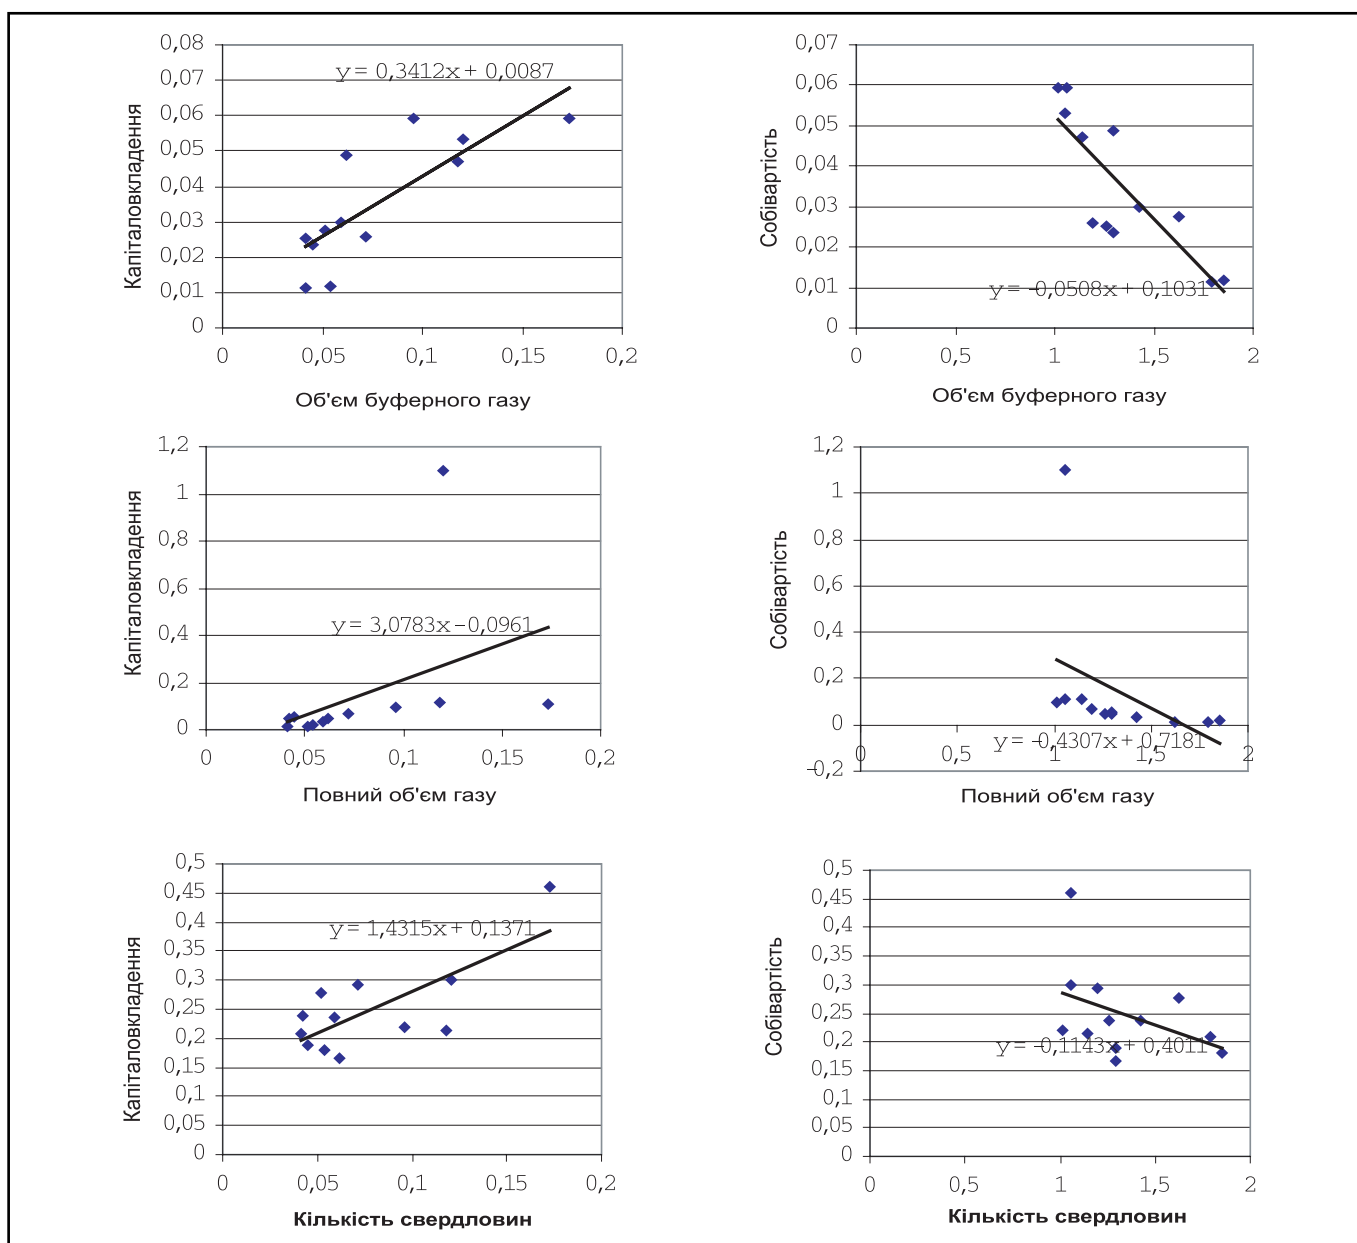 0,08
0,07
0,06
0,05
0,04
0,03
0,02
0,01
0
Капіталовкладення
y = 0,3412x + 0,0087
0 0,05 0,1 0,15 0,2
Об'єм буферного газу
0,07
0,06
0,05
0,04
0,03
0,02
0,01
0
Собівартість
y = -0,0508x + 0,1031
0 0,5 1 1,5 2
Об'єм буферного газу
1,2
1
0,8
0,6
0,4
0,2
0
Капіталовкладення
y = 3,0783x-0,0961
0 0,05 0,1 0,15 0,2
Повний об'єм газу
1,2
1
0,8
0,6
0,4
0,2
0
-0,2
Собівартість
y = -0,4307x + 0,7181
0 0,5 1 1,5 2
Повний об'єм газу
0,5
0,45
0,4
0,35
0,3
0,25
0,2
0,15
0,1
0,05
0
Капіталовкладення
y = 1,4315x + 0,1371
0 0,05 0,1 0,15 0,2
Кількість свердловин
0,5
0,45
0,4
0,35
0,3
0,25
0,2
0,15
0,1
0,05
0
Собівартість
y = -0,1143x + 0,4011
0 0,5 1 1,5 2
Кількість свердловин